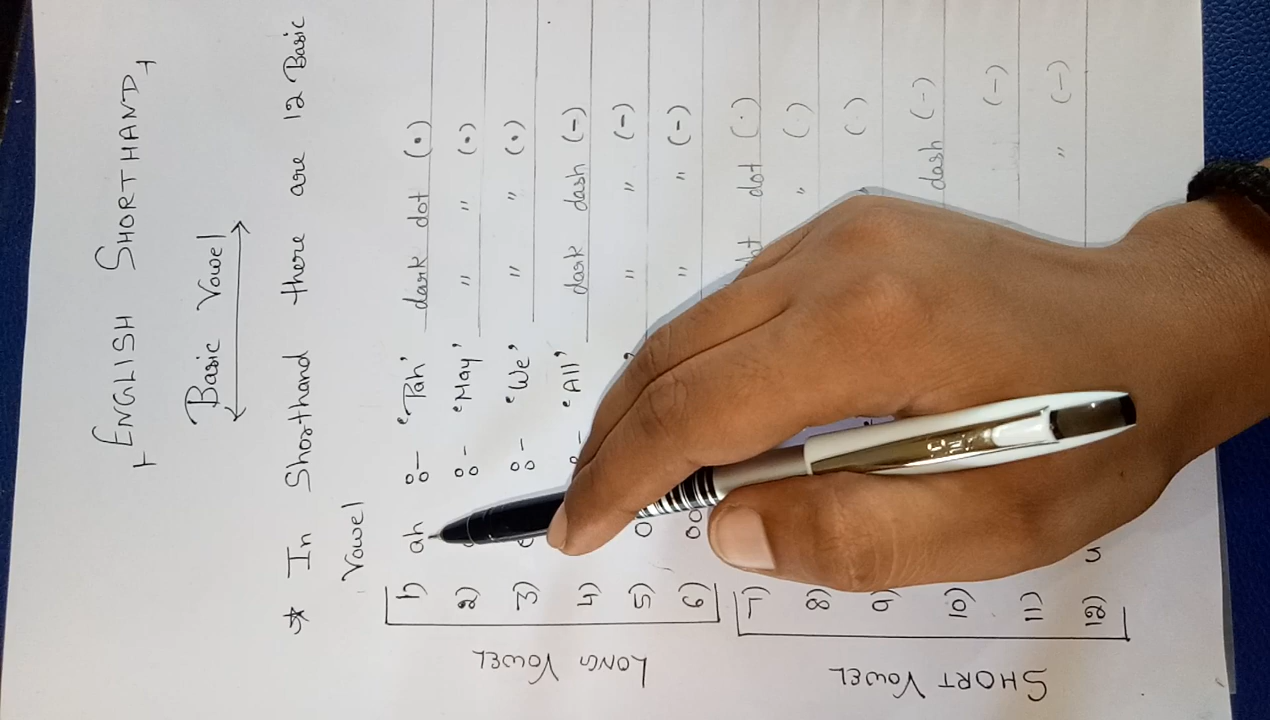 ENGLISH SHORTHAND
Basic Vowel
* In Shorthand there are 12 Basic
Vowel
LONG VOWEL
1) ah :- 'Pah' dark dot (•)
2) :- 'May' " " (•)
3) :- 'We' " " (•)
4) 'All' dark dash (-)
5) " " (-)
6) oo " " (-)
SHORT VOWEL
7) dot (.)
8) " (.)
9) (.)
10) dash (-)
11) (-)
12) u " (-)